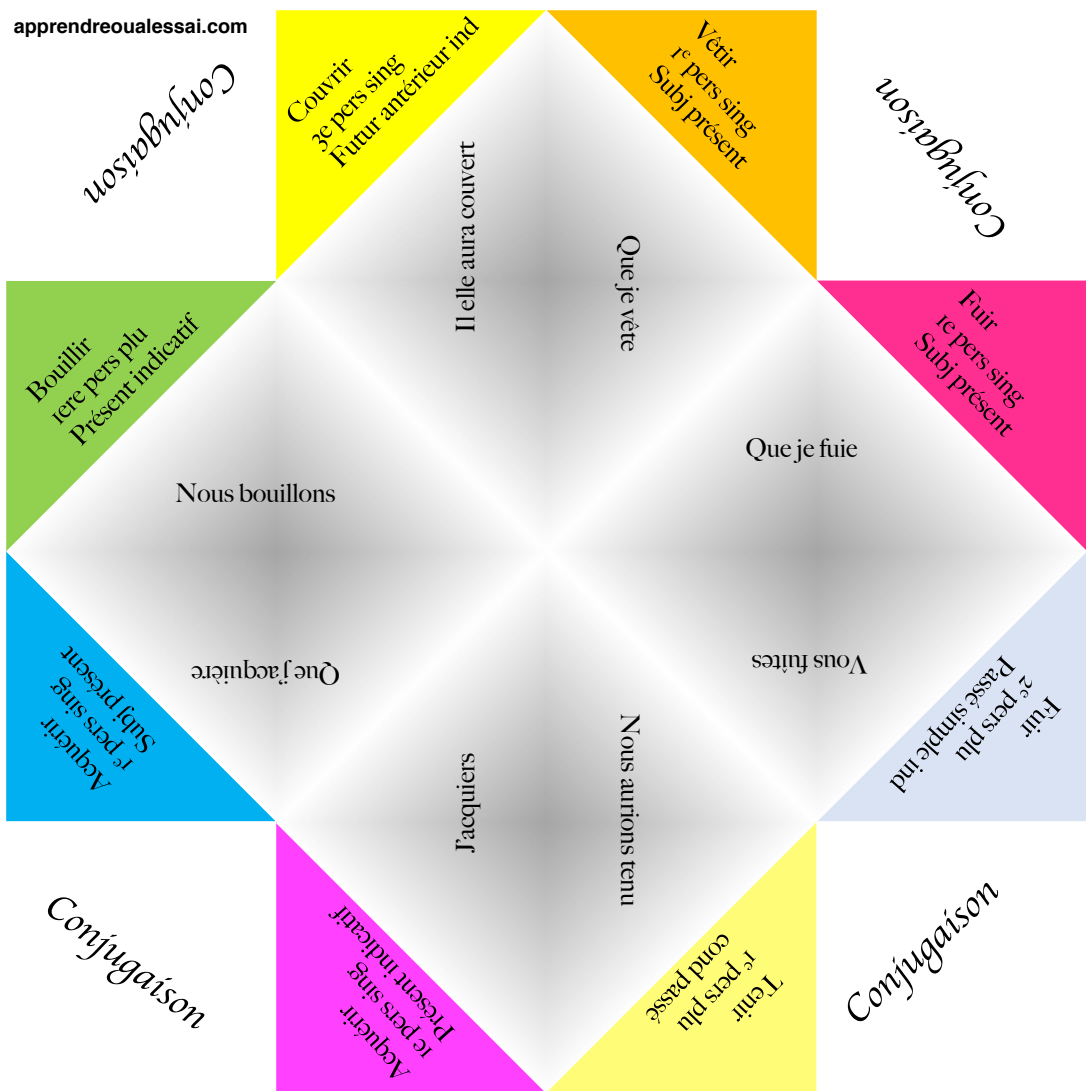 apprendreoualessai.com
Conjugaison
Couvrir
3e pers sing
Futur antérieur ind
Vêtir
1e pers sing
Subj présent
Conjugaison
Il elle aura couvert
Que je vête
Bouillir
1ere pers plu
Présent indicatif
Fuir
1e pers sing
Subj présent
Nous bouillons
Que je fuie
Acquérir
1e pers sing
Subj présent
Que j'acquière
Vous fuîtes
Fuir
2e pers plu
Passé simple ind
J'acquiers
Nous aurions tenu
Conjugaison
Acquérir
1e pers sing
Présent indicatif
Tenir
1e pers plu
cond passé
Conjugaison